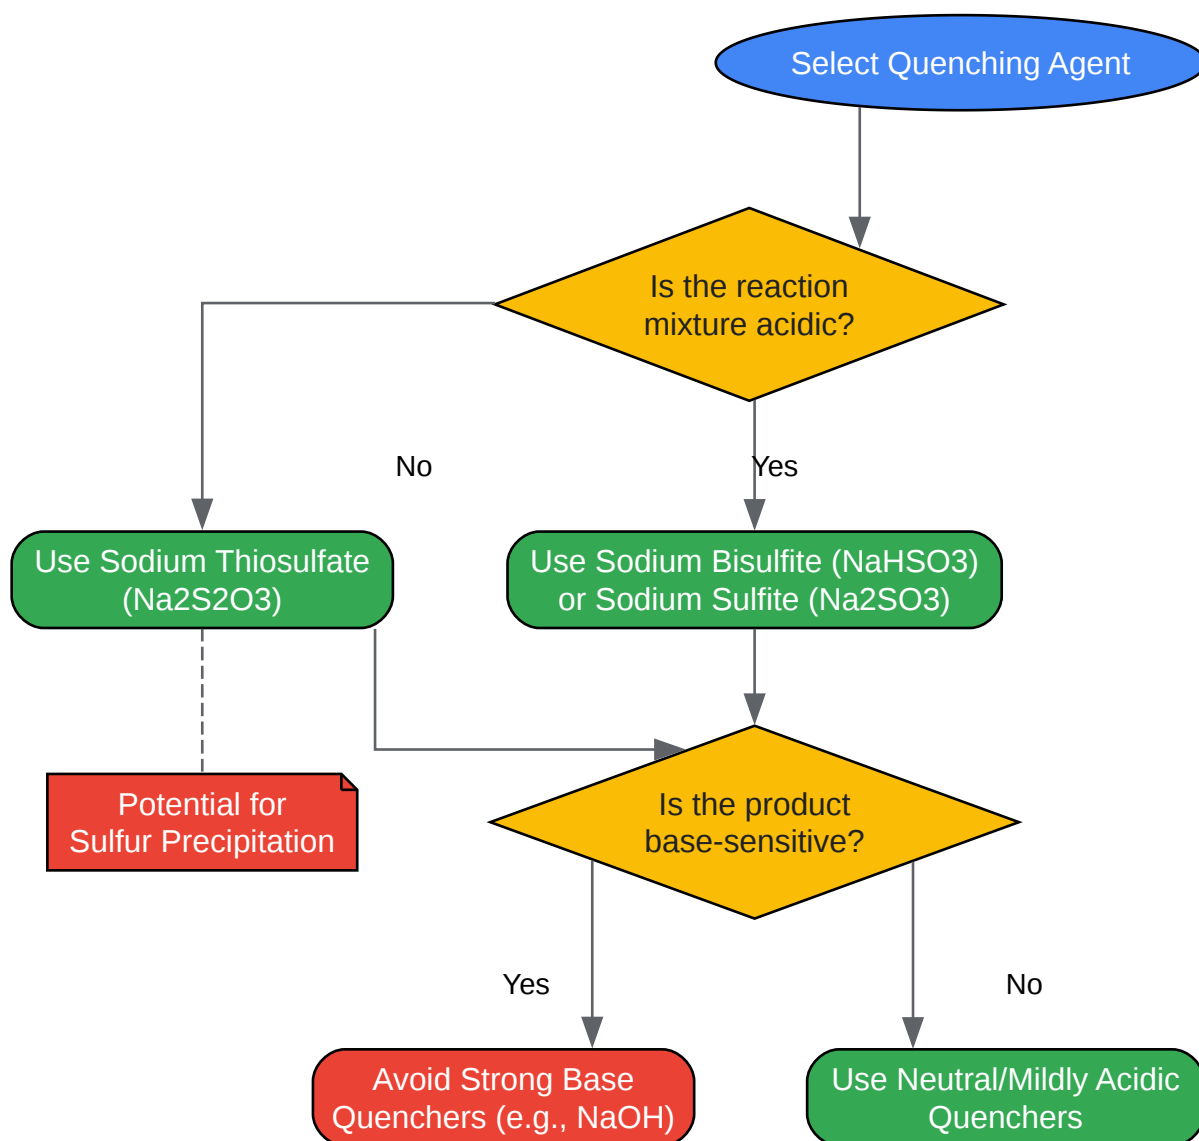 Select Quenching Agent
Is the reaction
mixture acidic?
No
Yes
Use Sodium Thiosulfate
(Na2S2O3)
Use Sodium Bisulfite (NaHSO3)
or Sodium Sulfite (Na2SO3)
Potential for
Sulfur Precipitation
Is the product
base-sensitive?
Yes
No
Avoid Strong Base
Quenchers (e.g., NaOH)
Use Neutral/Mildly Acidic
Quenchers